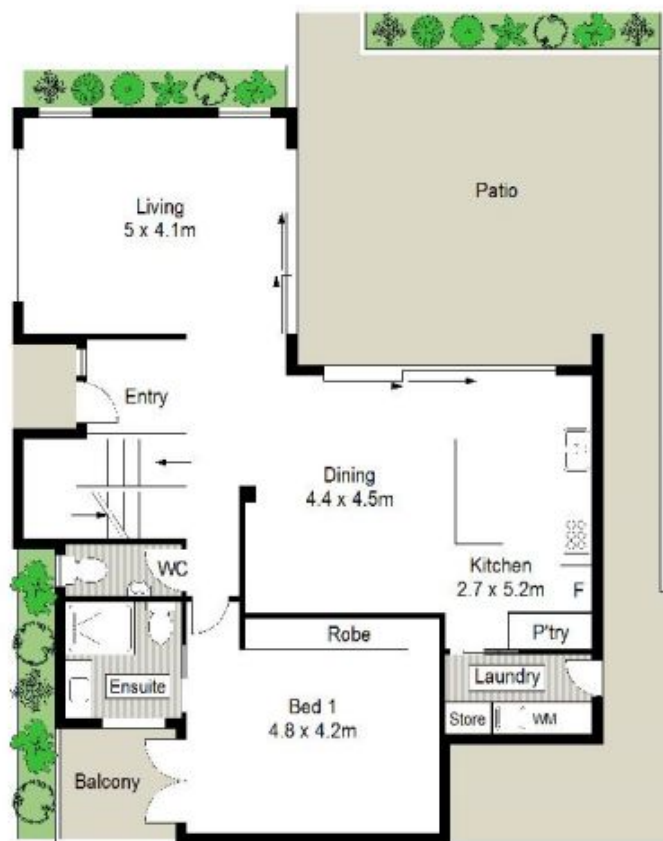 Patio
Living
5 x 4.1m
Entry
Dining
4.4 x 4.5m
Kitchen
2.7 x 5.2m
F
WC
P'try
Robe
Laundry
Ensuite
Bed 1
4.8 x 4.2m
Store
WM
Balcony